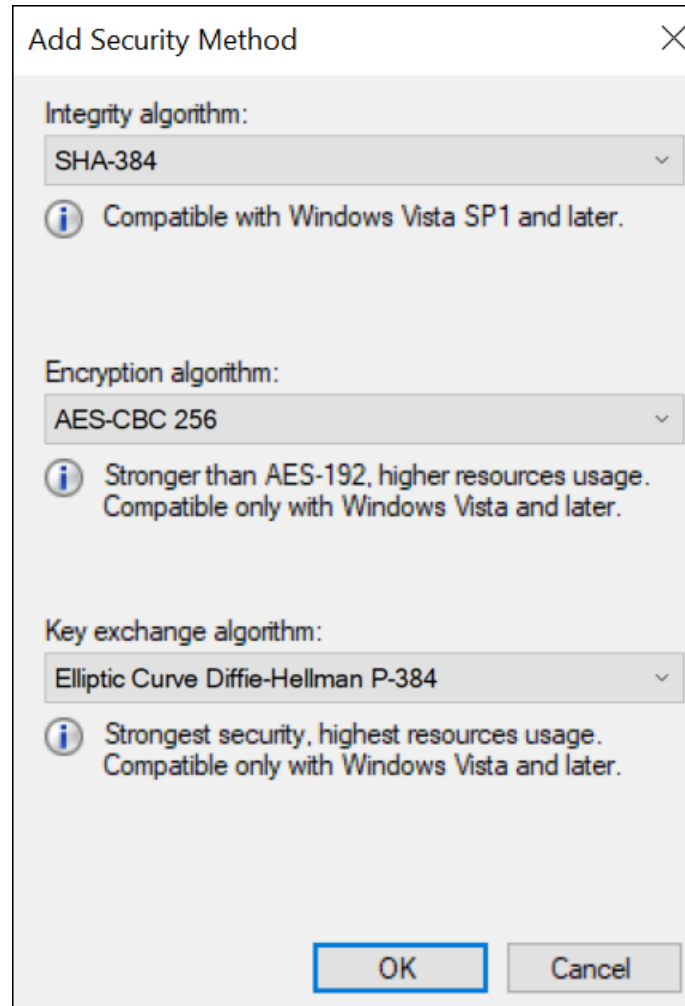 Add Security Method
Integrity algorithm:
SHA-384
Compatible with Windows Vista SP1 and later.
Encryption algorithm:
AES-CBC 256
Stronger than AES-192, higher resources usage.
Compatible only with Windows Vista and later.
Key exchange algorithm:
Elliptic Curve Diffie-Hellman P-384
Strongest security, highest resources usage.
Compatible only with Windows Vista and later.
OK Cancel